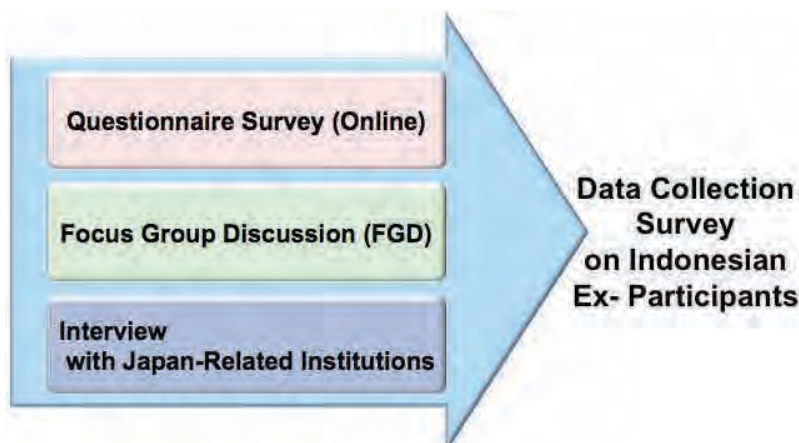 Questionnaire Survey (Online)
Focus Group Discussion (FGD)
Interview
with Japan-Related Institutions
Data Collection
Survey
on Indonesian
Ex- Participants